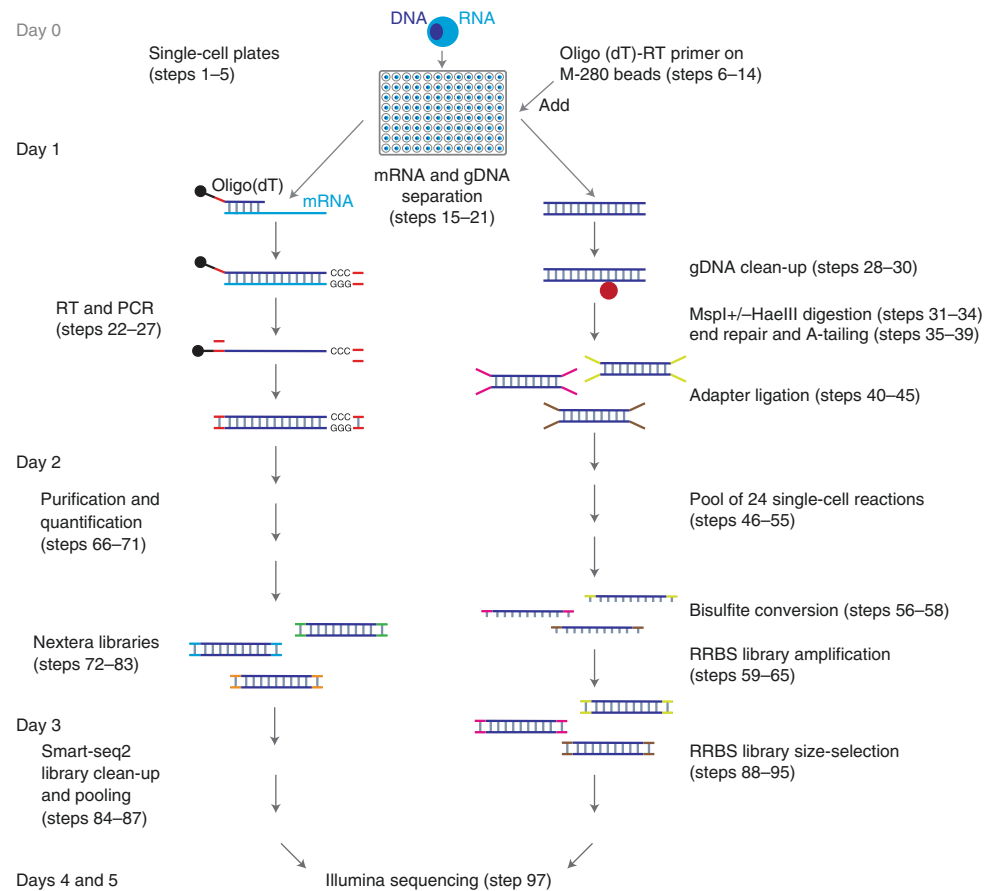 Day 0
DNA RNA
Single-cell plates
(steps 1–5)
Oligo (dT)-RT primer on
M-280 beads (steps 6–14)
Add
Day 1
mRNA and gDNA
separation
(steps 15–21)
Oligo(dT)
mRNA
CCC
GGG
gDNA clean-up (steps 28–30)
RT and PCR
(steps 22–27)
MspI+/–HaeIII digestion (steps 31–34)
end repair and A-tailing (steps 35–39)
CCC
Adapter ligation (steps 40–45)
CCC
GGG
Day 2
Purification and
quantification
(steps 66–71)
Pool of 24 single-cell reactions
(steps 46–55)
Bisulfite conversion (steps 56–58)
Nextera libraries
(steps 72–83)
RRBS library amplification
(steps 59–65)
Day 3
Smart-seq2
library clean-up
and pooling
(steps 84–87)
RRBS library size-selection
(steps 88–95)
Days 4 and 5
Illumina sequencing (step 97)